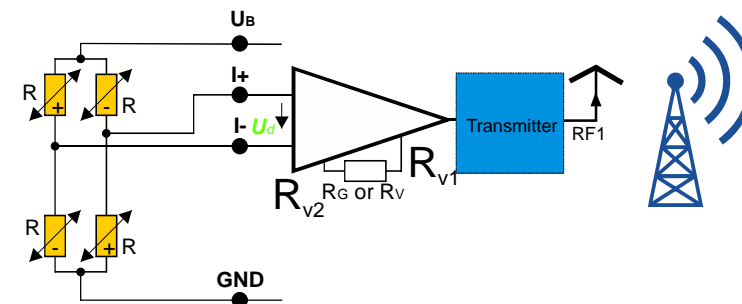 UB
I+
R + - R
I- Ud
Transmitter
RF1
Rv1
RG or RV
Rv2
R - + R
GND